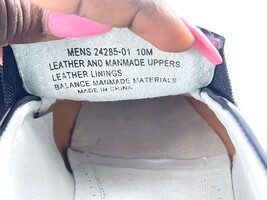 MENS 24285-01 10M
LEATHER AND MANMADE UPPERS
LEATHER LININGS
BALANCE MANMADE MATERIALS
MADE IN CHINA